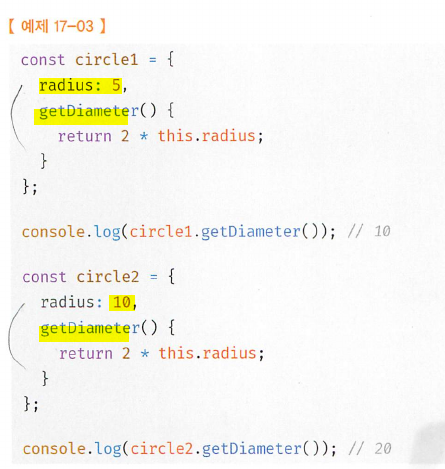 【 예제 17-03 】
const circle1 = {
  radius: 5,
  getDiameter() {
    return 2 * this.radius;
  }
};
console.log(circle1.getDiameter()); // 10
const circle2 = {
  radius: 10,
  getDiameter() {
    return 2 * this.radius;
  }
};
console.log(circle2.getDiameter()); // 20